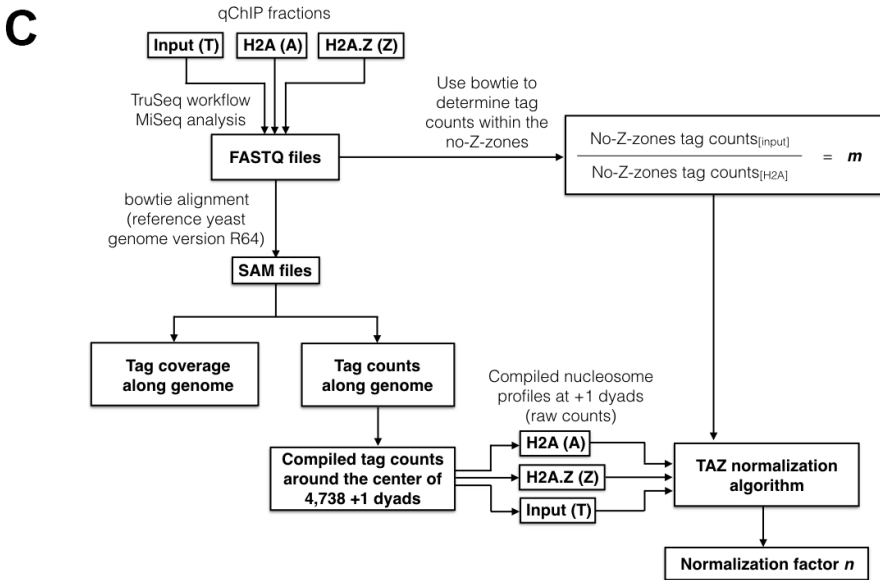 C
qChIP fractions
Input (T)
H2A (A)
H2A.Z (Z)
TruSeq workflow
MiSeq analysis
Use bowtie to
determine tag
counts within the
no-Z-zones
FASTQ files
No-Z-zones tag counts[input]
No-Z-zones tag counts[H2A]
= m
bowtie alignment
(reference yeast
genome version R64)
SAM files
Tag coverage
along genome
Tag counts
along genome
Compiled nucleosome
profiles at +1 dyads
(raw counts)
Compiled tag counts
around the center of
4,738 +1 dyads
H2A (A)
H2A.Z (Z)
Input (T)
TAZ normalization
algorithm
Normalization factor n